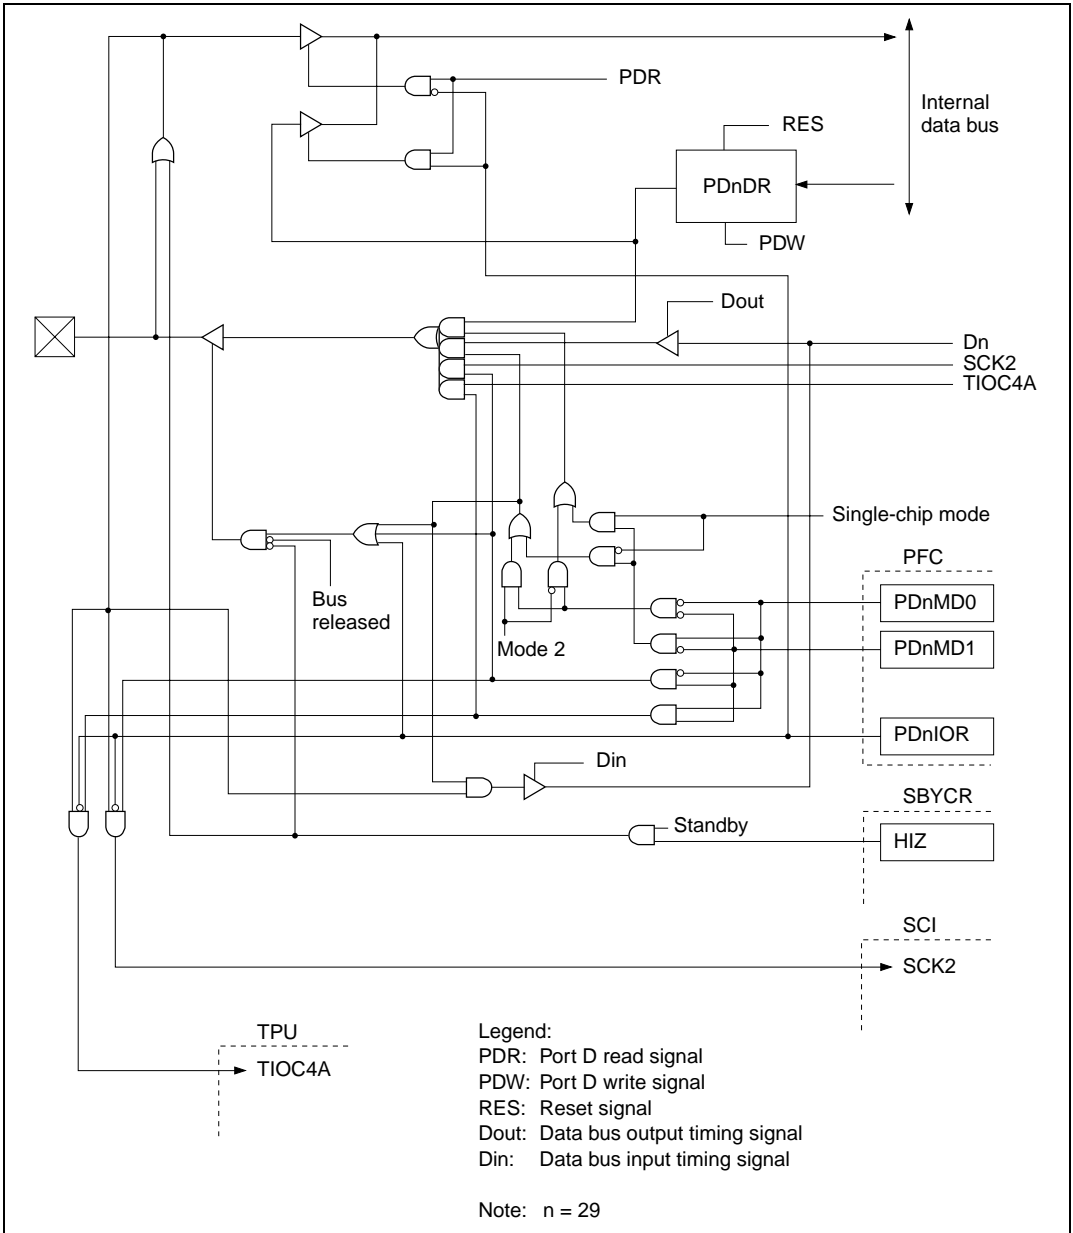 PDR
Internal
data bus
RES
PDnDR
PDW
Dout
Dn
SCK2
TIOC4A
Single-chip mode
PFC
Bus
released
Mode 2
PDnMD0
PDnMD1
PDnIOR
Din
SBYCR
Standby
HIZ
SCI
SCK2
TPU
TIOC4A
Legend:
PDR: Port D read signal
PDW: Port D write signal
RES: Reset signal
Dout: Data bus output timing signal
Din: Data bus input timing signal
Note: n = 29